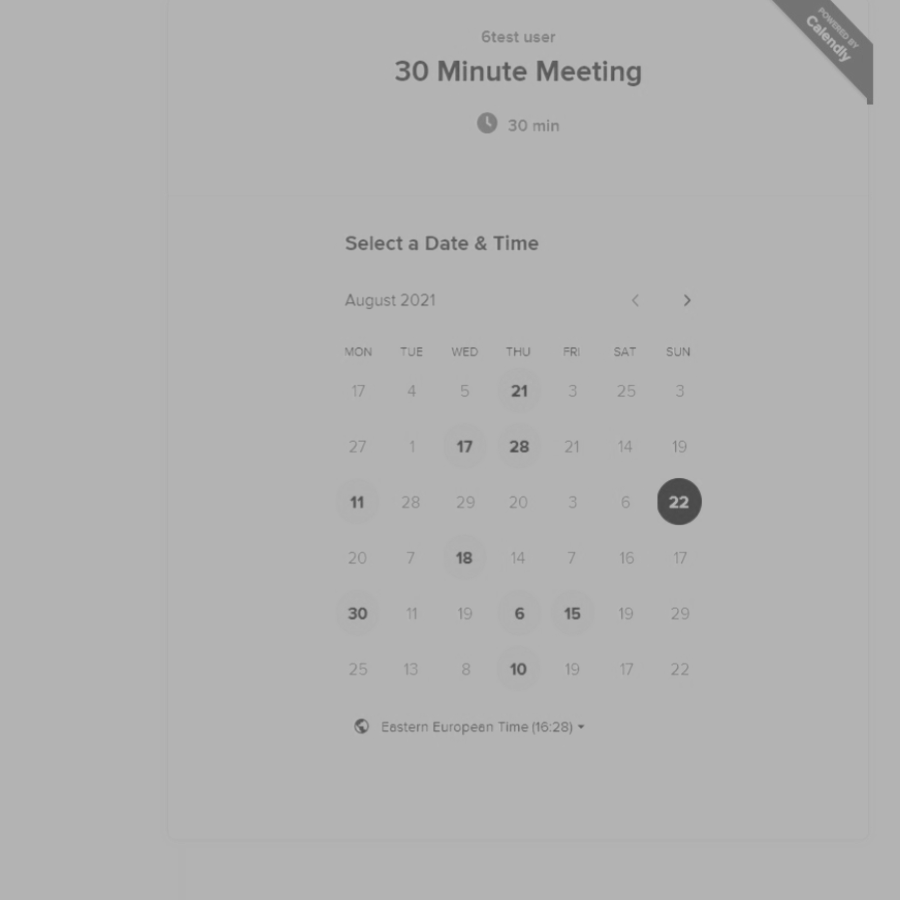 POWERED BY
Calendly
6test user
30 Minute Meeting
30 min
Select a Date & Time
August 2021
MON TUE WED THU FRI SAT SUN
17 4 5 21 3 25 3
27 1 17 28 21 14 19
11 28 29 20 3 6 22
20 7 18 14 7 16 17
30 11 19 6 15 19 29
25 13 8 10 19 17 22
Eastern European Time (16:28)